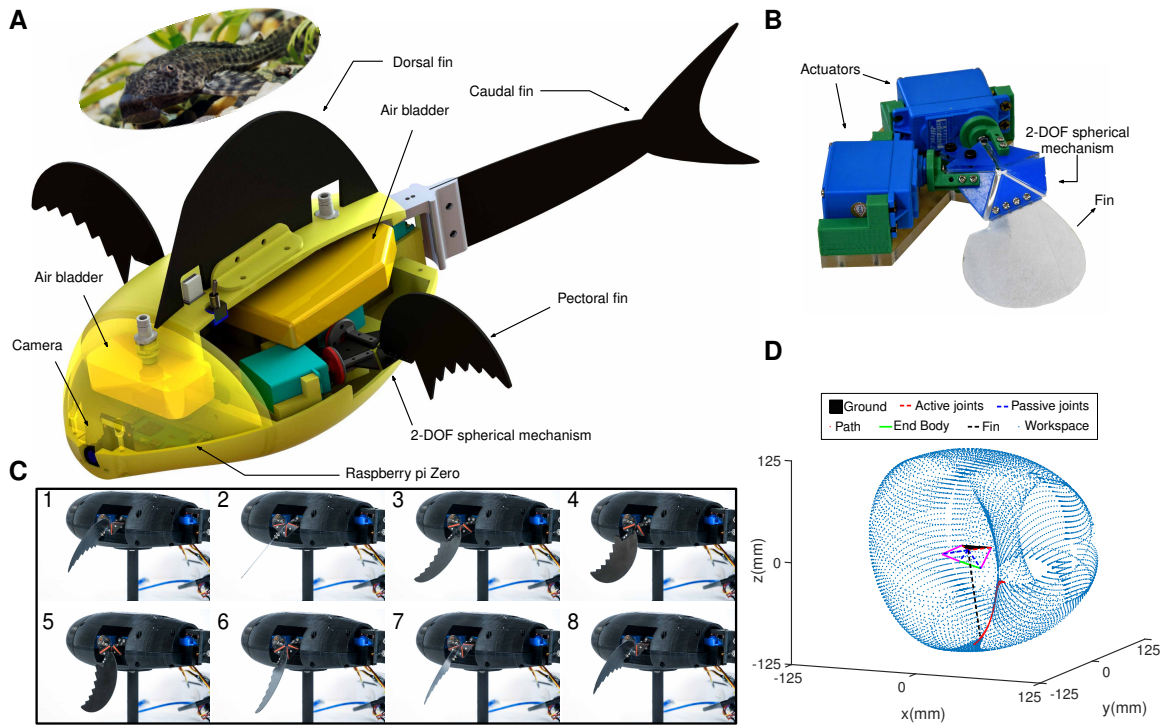 A
Dorsal fin
Caudal fin
Air bladder
Air bladder
Pectoral fin
Camera
2-DOF spherical mechanism
Raspberry pi Zero
B
Actuators
2-DOF spherical
mechanism
Fin
C
1 2 3 4
5 6 7 8
D
Ground Active joints Passive joints
Path End Body Fin Workspace
125
0
-125
z(mm)
-125 0 125
x(mm)
-125 0 125
y(mm)